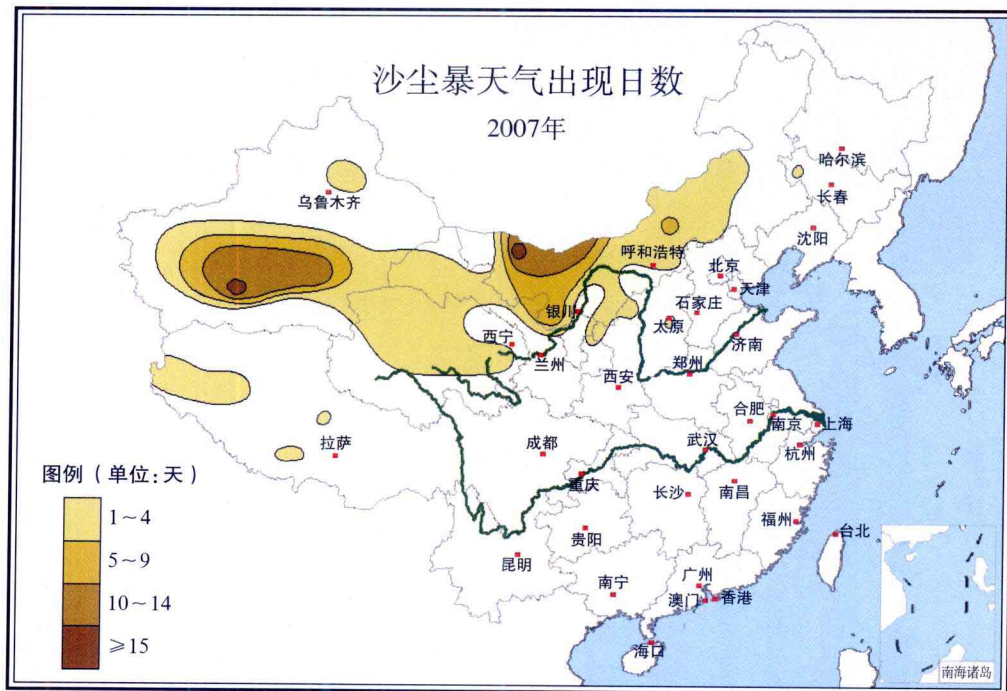 沙尘暴天气出现日数
2007年
哈尔滨
长春
乌鲁木齐
沈阳
呼和浩特
北京
天津
银川
石家庄
太原
西宁
济南
兰州
郑州
西安
合肥
南京
上海
拉萨
成都
武汉
杭州
重庆
长沙
南昌
福州
台北
贵阳
昆明
南宁
广州
澳门
香港
海口
南海诸岛
图例（单位:天）
1～4
5～9
10～14
≥15